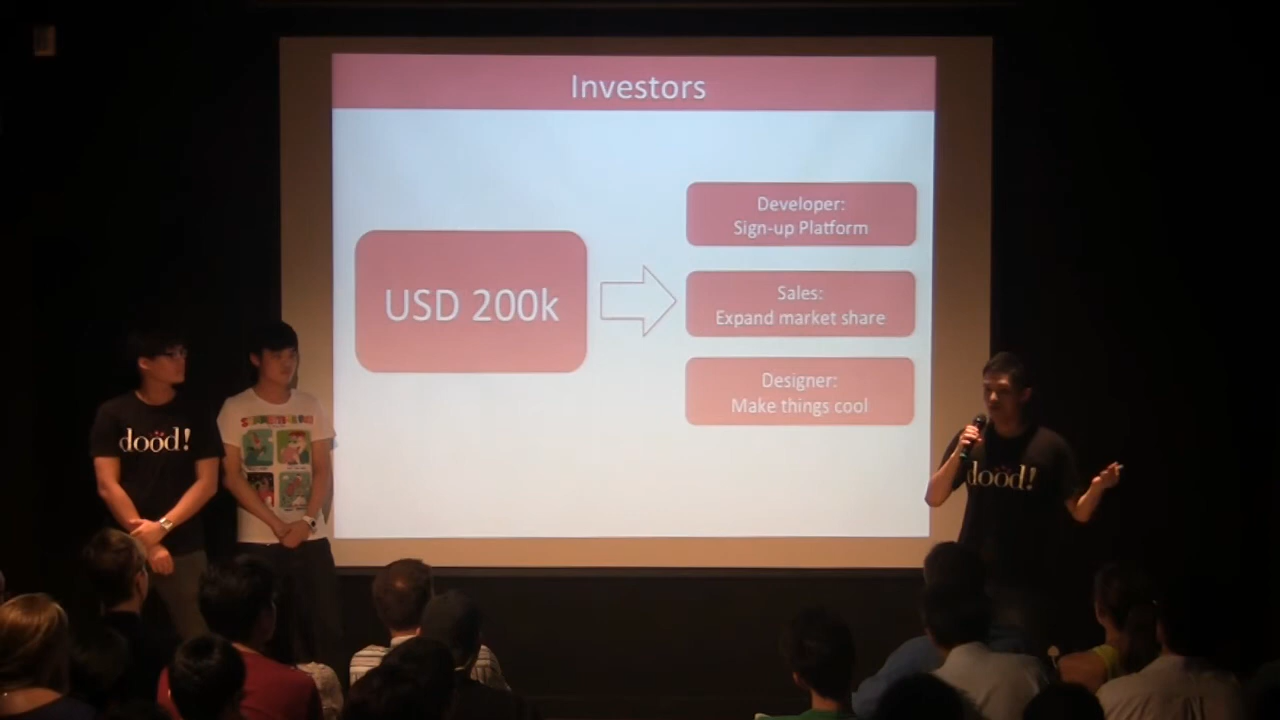 Investors
USD 200k
Developer:
Sign-up Platform
Sales:
Expand market share
Designer:
Make things cool
dood!
dood!